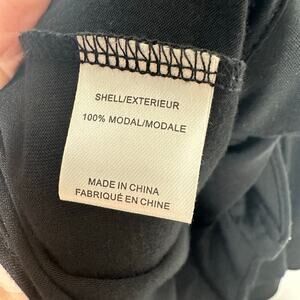 SHELL/EXTERIEUR
100% MODAL/MODALE
MADE IN CHINA
FABRIQUÉ EN CHINE